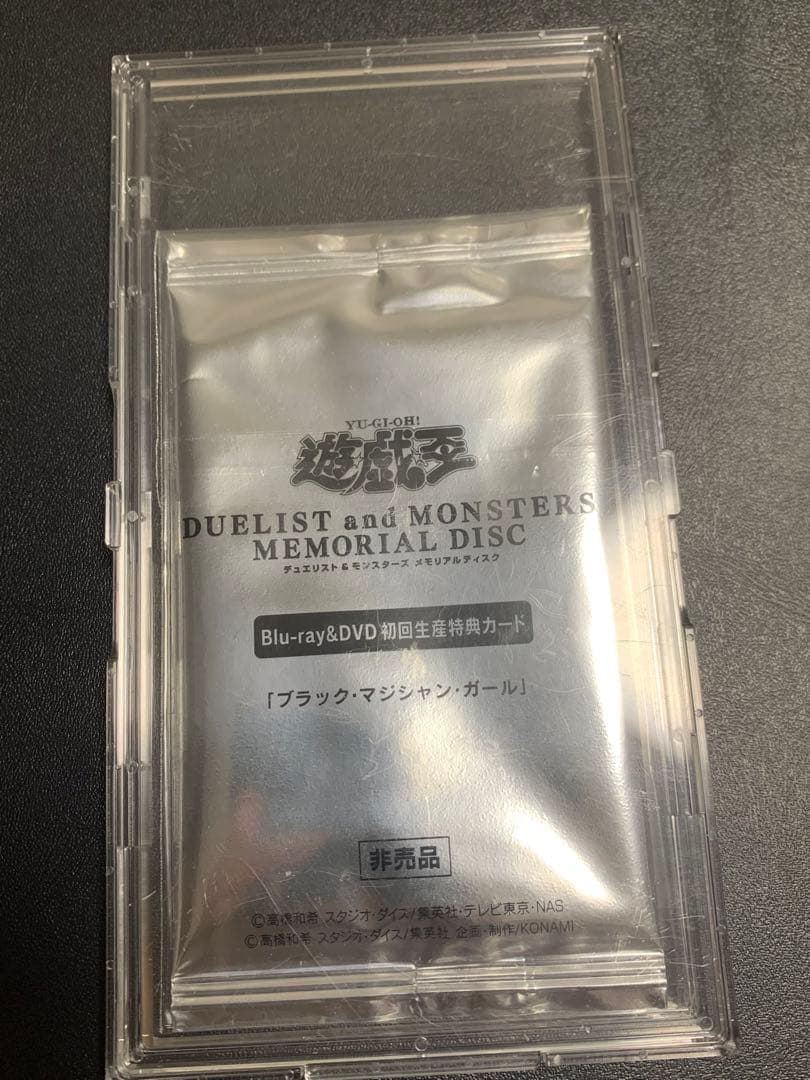 YU-GI-OH!
遊戯王
DUELIST and MONSTERS
MEMORIAL DISC
デュエリスト&モンスターズ メモリアルディスク
Blu-ray&DVD 初回生産特典カード
「ブラック・マジシャン・ガール」
非売品
©高橋和希 スタジオ・ダイス/集英社・テレビ東京・NAS
©高橋和希 スタジオ・ダイス/集英社 企画・制作/KONAMI